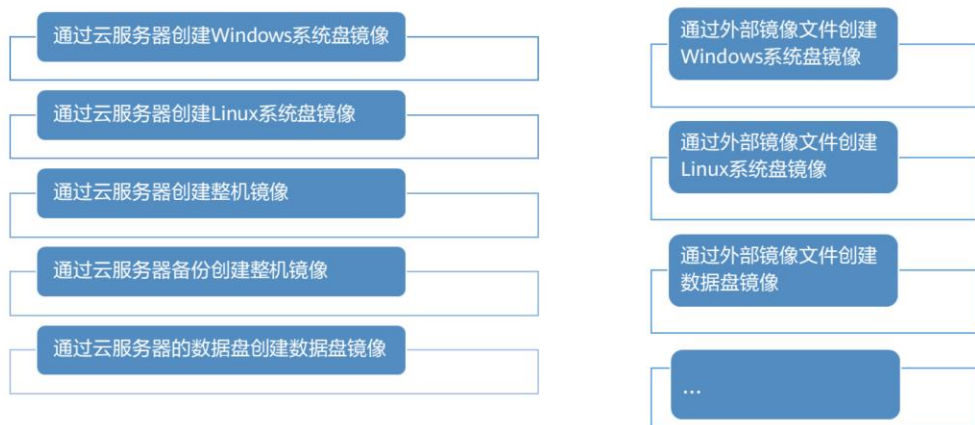 通过云服务器创建Windows系统盘镜像
通过云服务器创建Linux系统盘镜像
通过云服务器创建整机镜像
通过云服务器备份创建整机镜像
通过云服务器的数据盘创建数据盘镜像
通过外部镜像文件创建
Windows系统盘镜像
通过外部镜像文件创建
Linux系统盘镜像
通过外部镜像文件创建
数据盘镜像
...